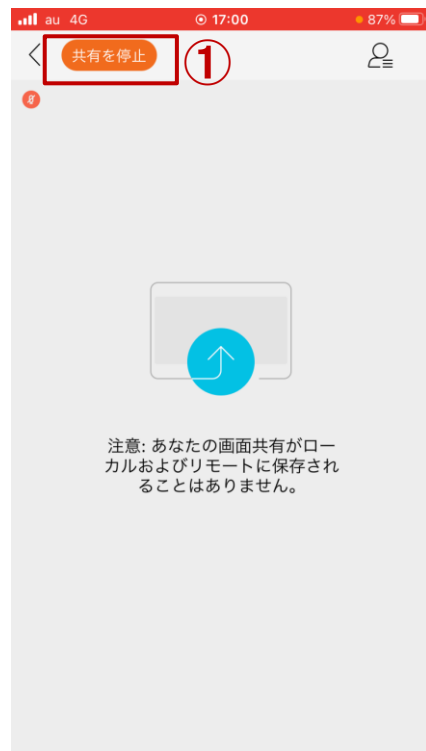 au 4G 17:00 87%
共有を停止 ①
注意: あなたの画面共有がロー
カルおよびリモートに保存され
ることはありません。